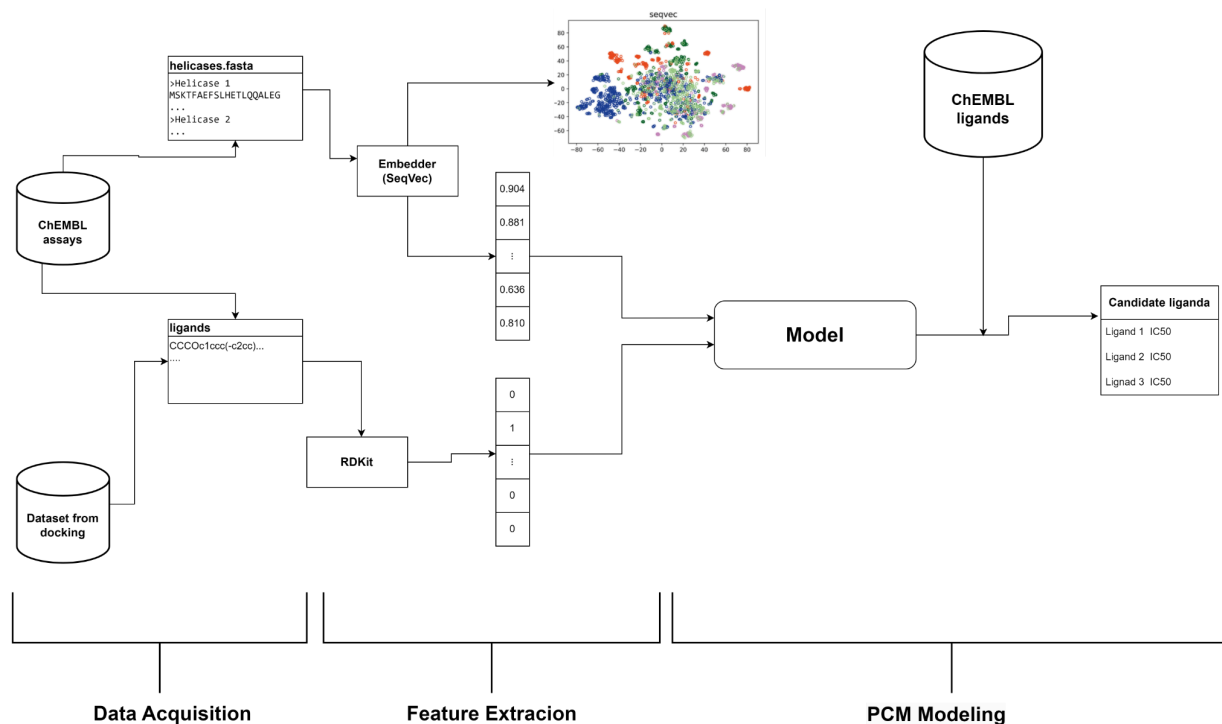 helicases.fasta
>Helicase 1
MSKTFAEFSLHETLQQALEG
...
>Helicase 2
...
seqvec
80
60
40
20
0
−20
−40
−60
−80
−60
−40
−20
0
20
40
60
80
ChEMBL
ligands
Embedder
(SeqVec)
ChEMBL
assays
0.904
0.881
⋮
0.636
0.810
ligands
CCCOc1ccc(-c2cc)...
....
Model
Candidate liganda
Ligand 1 IC50
Ligand 2 IC50
Lignad 3 IC50
RDKit
0
1
⋮
0
0
Dataset from
docking
Data Acquisition
Feature Extracion
PCM Modeling